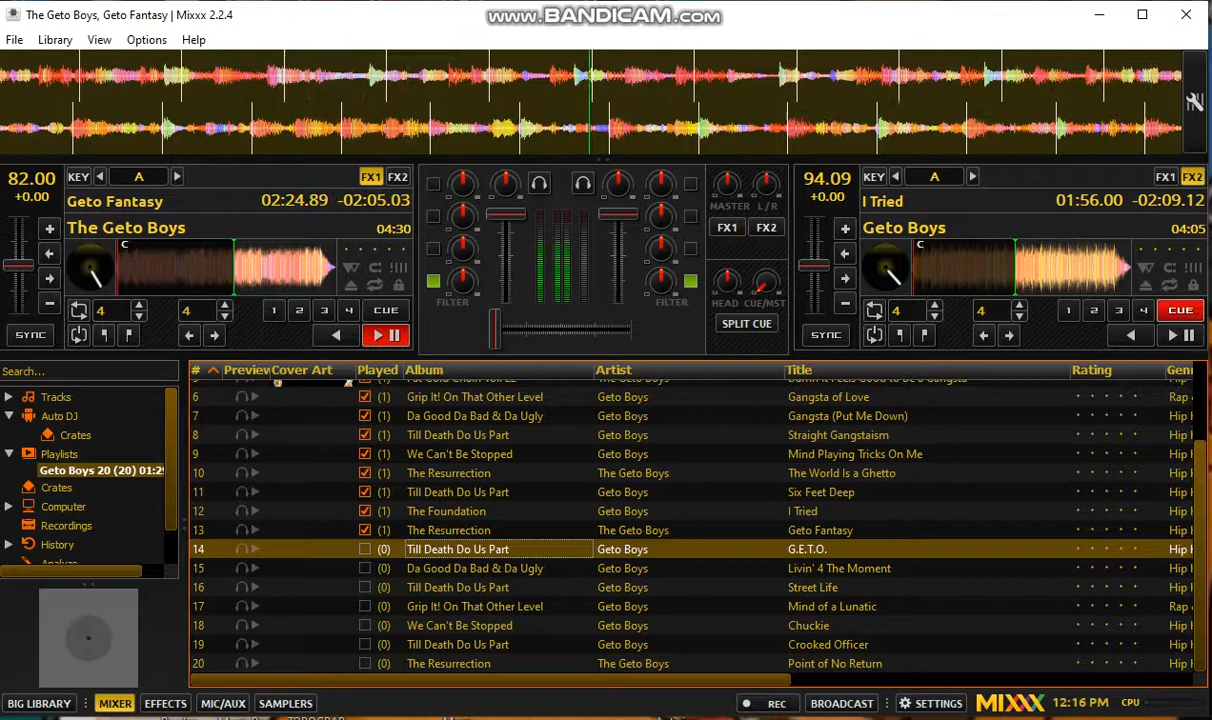 The Geto Boys, Geto Fantasy | Mixxx 2.2.4
www.BANDICAM.com
File Library View Options Help
82.00 KEY A FX1 FX2
+0.00
Geto Fantasy 02:24.89 -02:05.03
The Geto Boys 04:30
C
4 4 1 2 3 4 CUE
SYNC
FILTER FILTER
MASTER L/R
FX1 FX2
HEAD CUE/MST
SPLIT CUE
94.09 KEY A FX1 FX2
+0.00
I Tried 01:56.00 -02:09.12
Geto Boys 04:05
C
4 4 1 2 3 4 CUE
SYNC
Search...
Tracks
Auto DJ
Crates
Playlists
Geto Boys 20 (20) 01:2
Crates
Computer
Recordings
History
Analyze
# Preview Cover Art Played Album Artist Title Rating Genr
5 (1) The Geto Boys Damn It Feels Good to be a Gangsta
6 (1) Grip It! On That Other Level Geto Boys Gangsta of Love Rap
7 (1) Da Good Da Bad & Da Ugly Geto Boys Gangsta (Put Me Down) Hip H
8 (1) Till Death Do Us Part Geto Boys Straight Gangstaism Hip H
9 (1) We Can't Be Stopped Geto Boys Mind Playing Tricks On Me Hip H
10 (1) The Resurrection The Geto Boys The World Is a Ghetto Hip H
11 (1) Till Death Do Us Part Geto Boys Six Feet Deep Hip H
12 (1) The Foundation Geto Boys I Tried Hip H
13 (1) The Resurrection The Geto Boys Geto Fantasy Hip H
14 (0) Till Death Do Us Part Geto Boys G.E.T.O. Hip H
15 (0) Da Good Da Bad & Da Ugly Geto Boys Livin' 4 The Moment Hip H
16 (0) Till Death Do Us Part Geto Boys Street Life Hip H
17 (0) Grip It! On That Other Level Geto Boys Mind of a Lunatic Rap
18 (0) We Can't Be Stopped Geto Boys Chuckie Hip H
19 (0) Till Death Do Us Part Geto Boys Crooked Officer Hip H
20 (0) The Resurrection The Geto Boys Point of No Return Hip H
BIG LIBRARY MIXER EFFECTS MIC/AUX SAMPLERS REC BROADCAST SETTINGS MIXXX 12:16 PM CPU